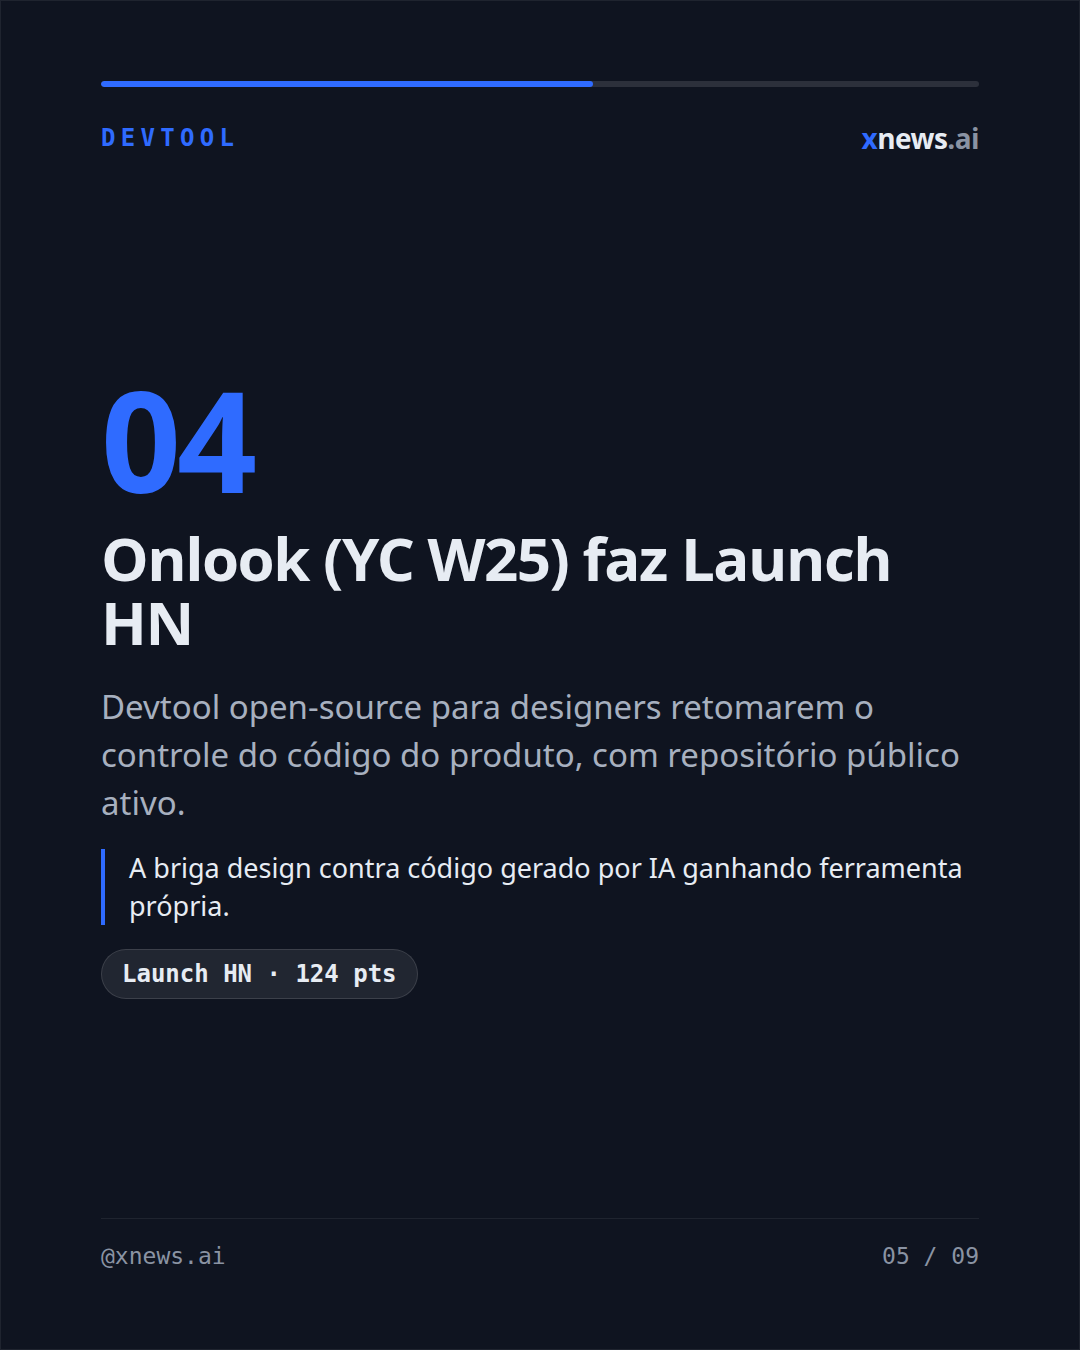 DEVTOOL
xnews.ai
04
Onlook (YC W25) faz Launch
HN
Devtool open-source para designers retomarem o
controle do código do produto, com repositório público
ativo.
A briga design contra código gerado por IA ganhando ferramenta
própria.
Launch HN · 124 pts
@xnews.ai
05 / 09